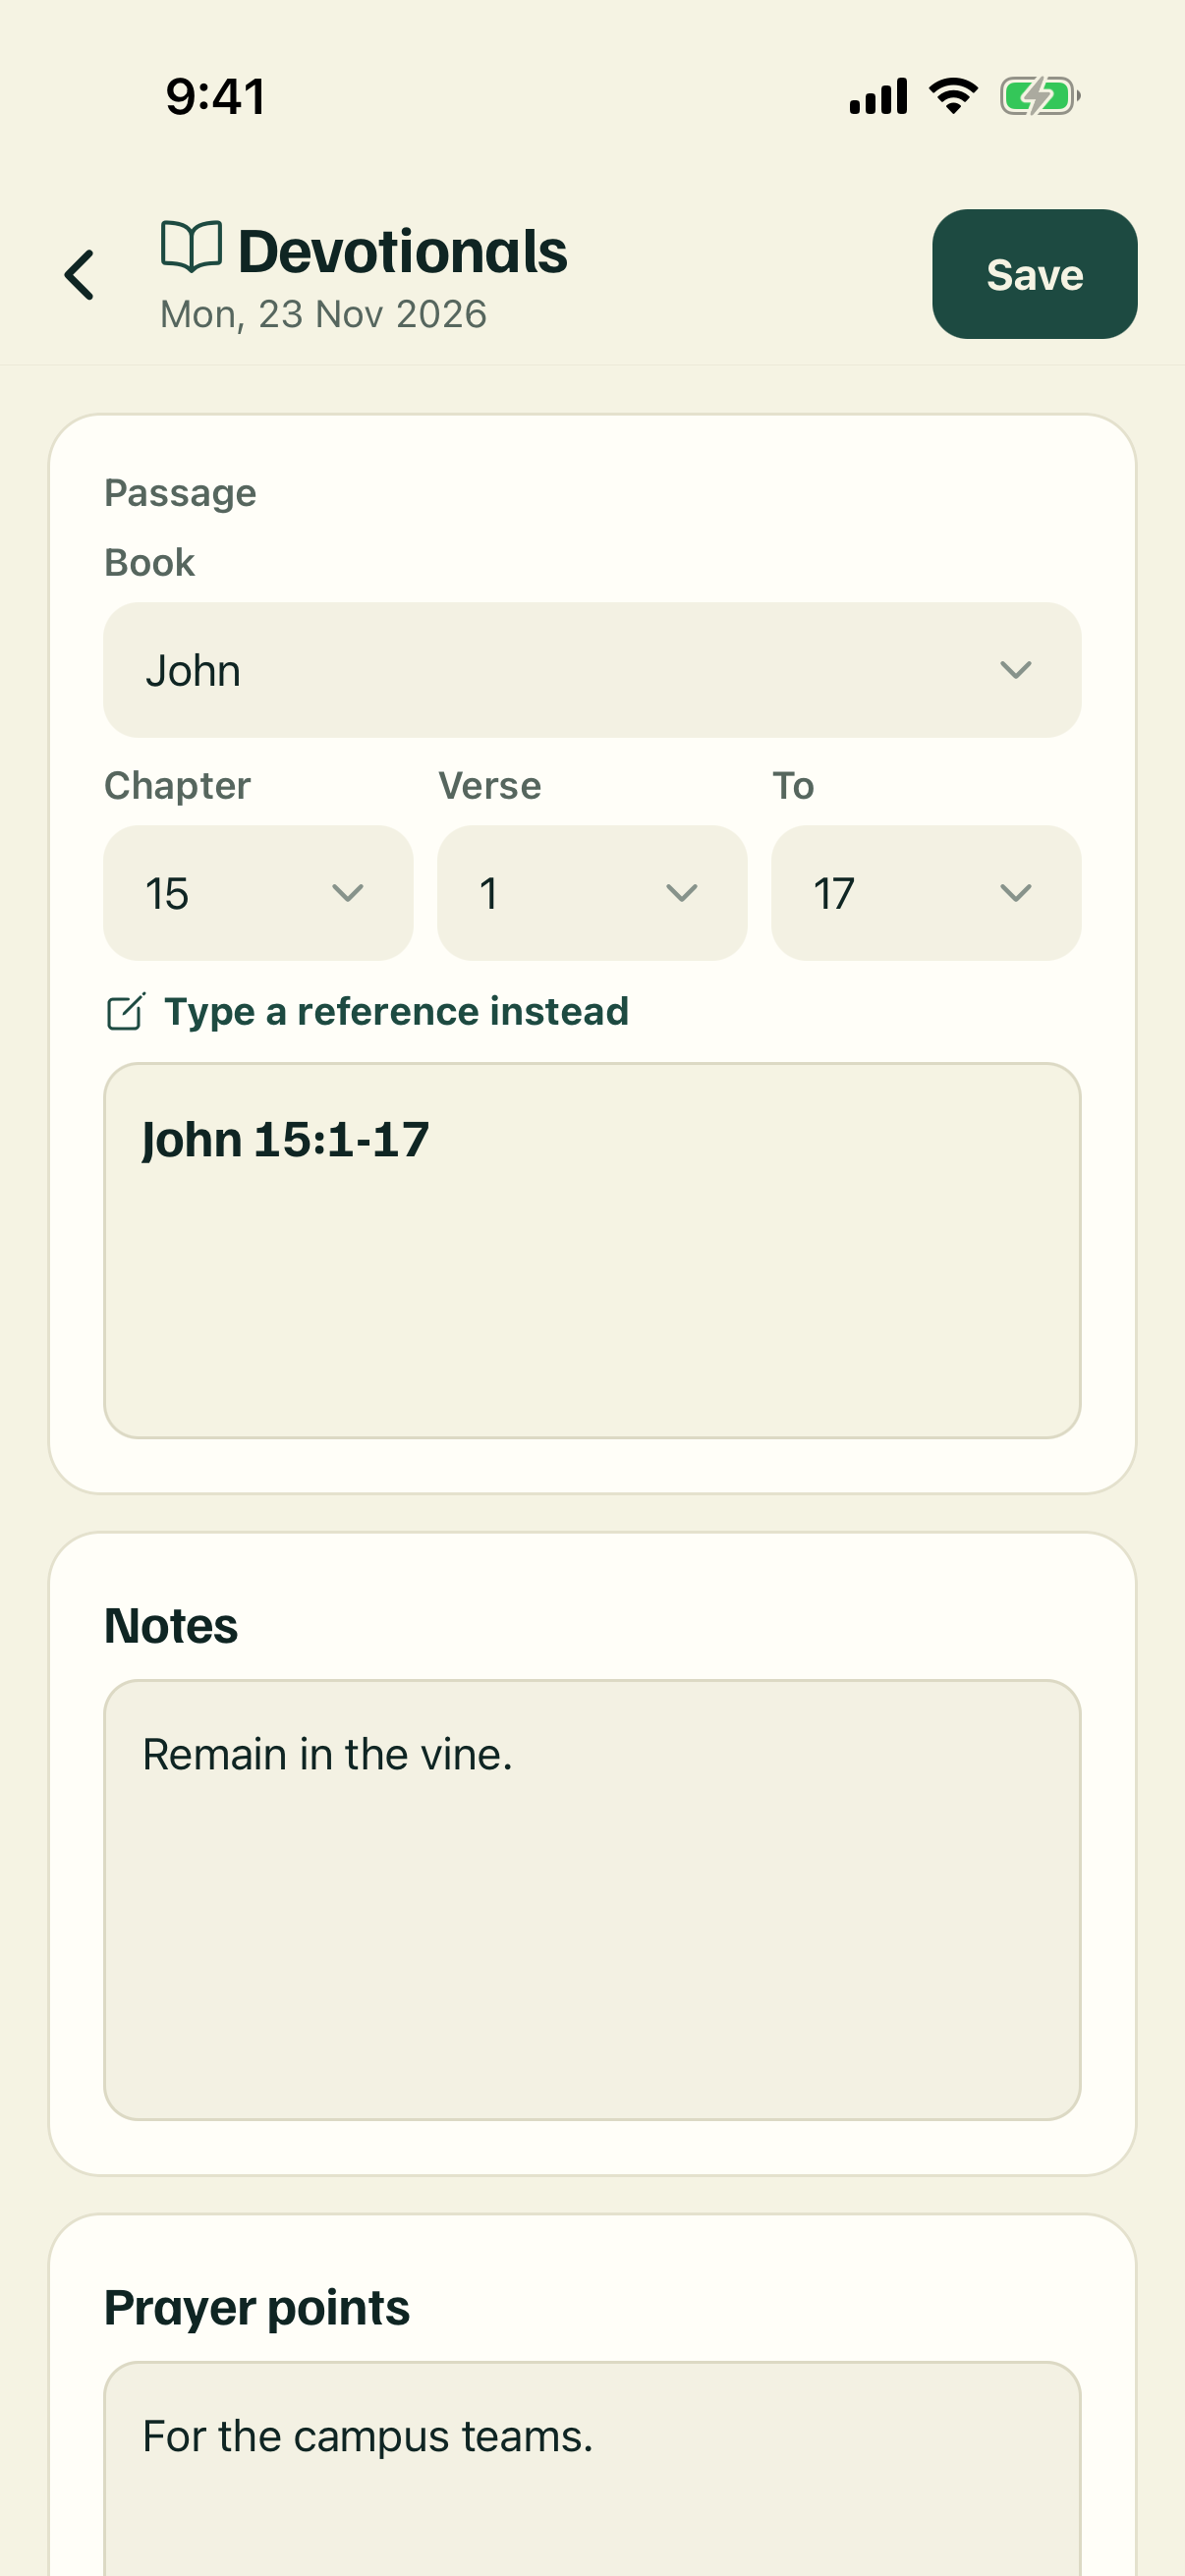 9:41
Devotionals
Mon, 23 Nov 2026
Save
Passage
Book
John
Chapter Verse To
15 1 17
Type a reference instead
John 15:1-17
Notes
Remain in the vine.
Prayer points
For the campus teams.